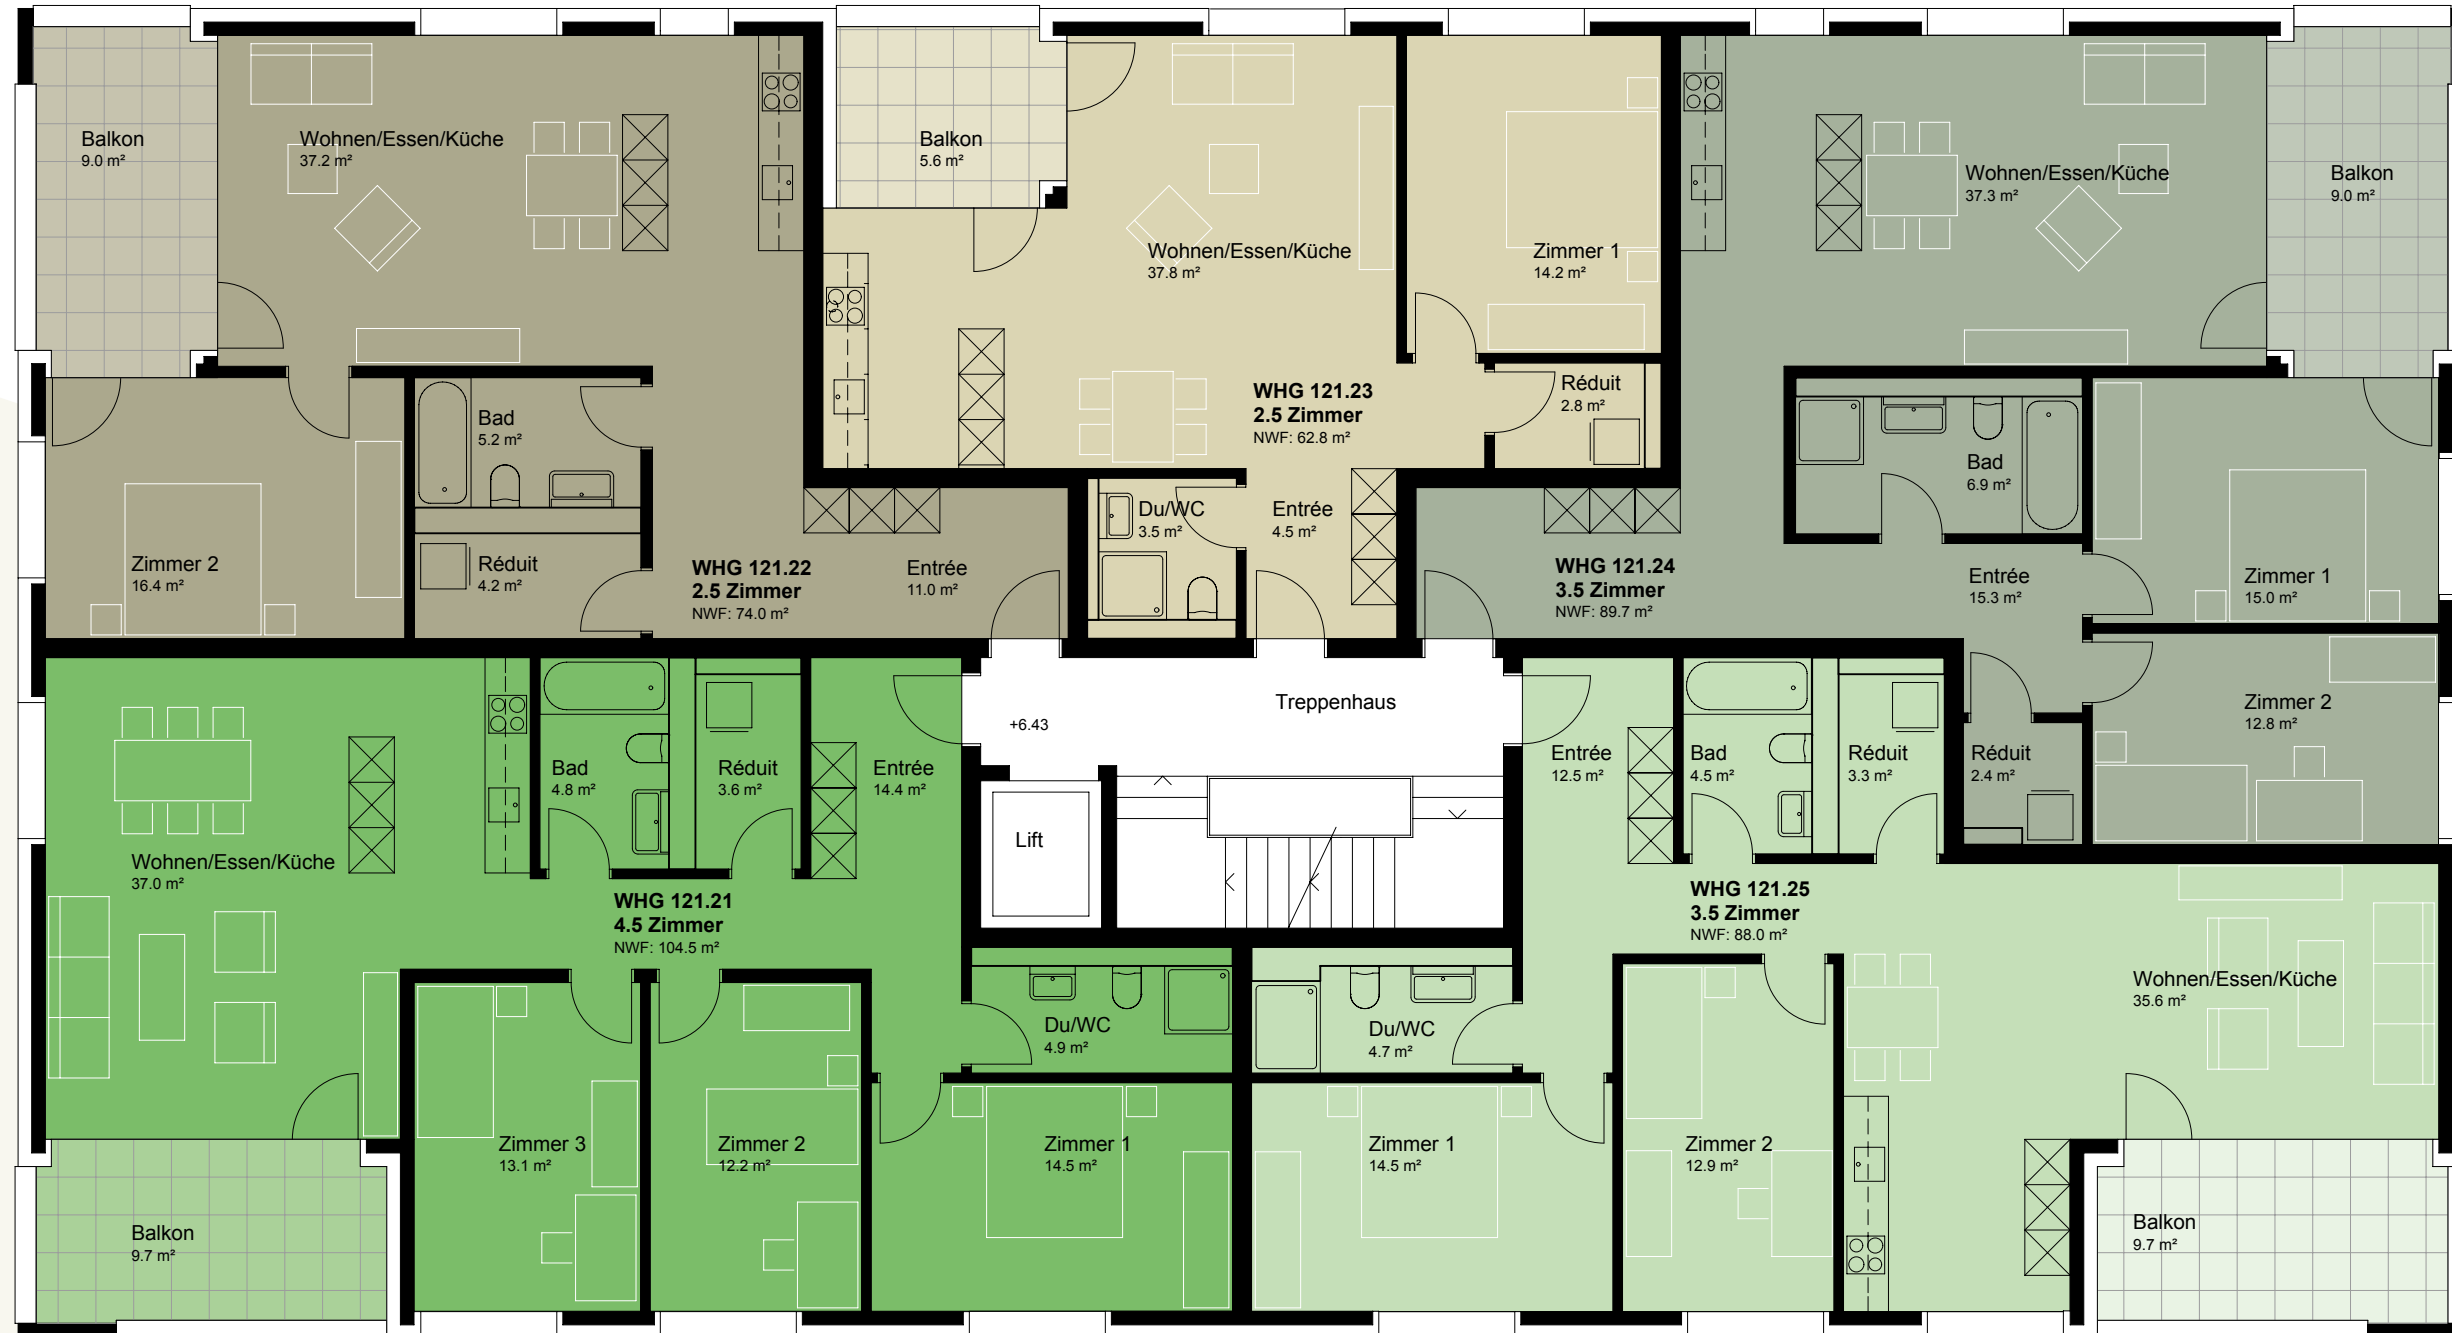 Balkon
9.0 m²
Wohnen/Essen/Küche
37.2 m²
Zimmer 2
16.4 m²
Bad
5.2 m²
Réduit
4.2 m²
WHG 121.22
2.5 Zimmer
NWF: 74.0 m²
Entrée
11.0 m²
Balkon
5.6 m²
Wohnen/Essen/Küche
37.8 m²
Zimmer 1
14.2 m²
WHG 121.23
2.5 Zimmer
NWF: 62.8 m²
Réduit
2.8 m²
Du/WC
3.5 m²
Entrée
4.5 m²
Wohnen/Essen/Küche
37.3 m²
Balkon
9.0 m²
Bad
6.9 m²
WHG 121.24
3.5 Zimmer
NWF: 89.7 m²
Entrée
15.3 m²
Zimmer 1
15.0 m²
Zimmer 2
12.8 m²
Réduit
2.4 m²
Treppenhaus
+6.43
Lift
Wohnen/Essen/Küche
37.0 m²
Bad
4.8 m²
Réduit
3.6 m²
Entrée
14.4 m²
WHG 121.21
4.5 Zimmer
NWF: 104.5 m²
Du/WC
4.9 m²
Zimmer 3
13.1 m²
Zimmer 2
12.2 m²
Zimmer 1
14.5 m²
Balkon
9.7 m²
Entrée
12.5 m²
Bad
4.5 m²
Réduit
3.3 m²
WHG 121.25
3.5 Zimmer
NWF: 88.0 m²
Wohnen/Essen/Küche
35.6 m²
Du/WC
4.7 m²
Zimmer 1
14.5 m²
Zimmer 2
12.9 m²
Balkon
9.7 m²